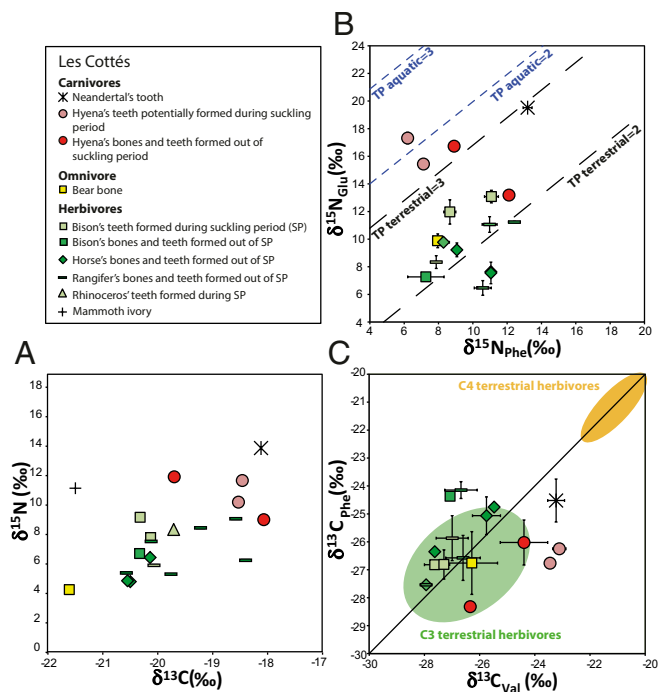 Les Cottés
Carnivores
Neandertal's tooth
Hyena's teeth potentially formed during suckling
period
Hyena's bones and teeth formed out of
suckling period
Omnivore
Bear bone
Herbivores
Bison's teeth formed during suckling period (SP)
Bison's bones and teeth formed out of SP
Horse's bones and teeth formed out of SP
Rangifer's bones and teeth formed out of SP
Rhinoceros' teeth formed during SP
Mammoth ivory
B
TP aquatic=3
TP aquatic=2
TP terrestrial=3
TP terrestrial=2
δ15NGlu (‰)
24
22
20
18
16
14
12
10
8
6
4
4 6 8 10 12 14 16 18 20
δ15NPhe(‰)
A
δ15N (‰)
18
16
14
12
10
8
6
4
2
0
-22 -21 -20 -19 -18 -17
δ13C(‰)
C
C4 terrestrial herbivores
C3 terrestrial herbivores
δ13CPhe(‰)
-20
-21
-22
-23
-24
-25
-26
-27
-28
-29
-30
-30 -28 -26 -24 -22 -20
δ13CVal(‰)